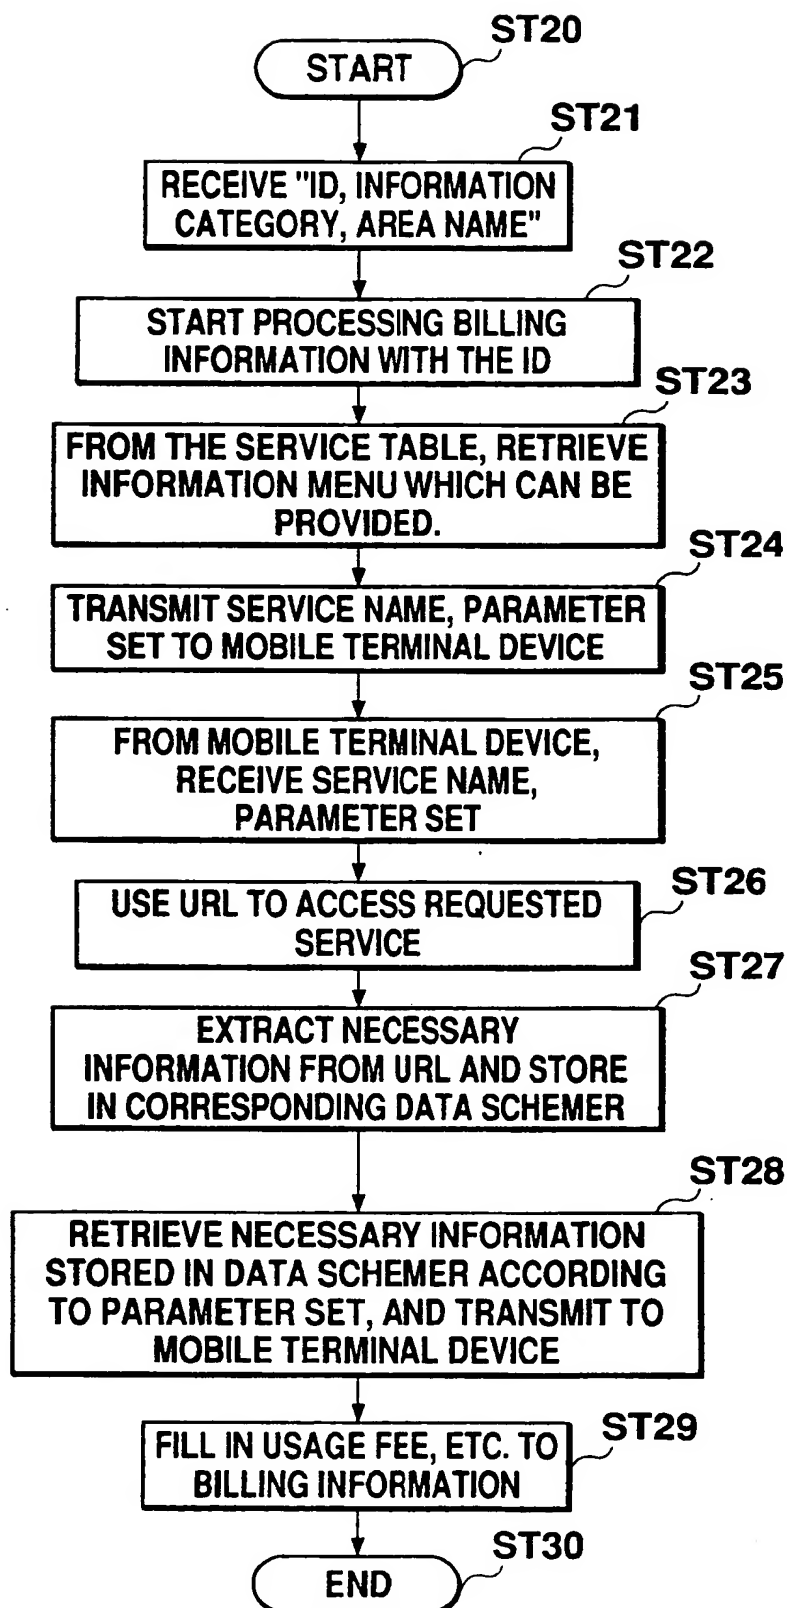 ST20
START
ST21
RECEIVE "ID, INFORMATION
CATEGORY, AREA NAME"
ST22
START PROCESSING BILLING
INFORMATION WITH THE ID
ST23
FROM THE SERVICE TABLE, RETRIEVE
INFORMATION MENU WHICH CAN BE
PROVIDED.
ST24
TRANSMIT SERVICE NAME, PARAMETER
SET TO MOBILE TERMINAL DEVICE
ST25
FROM MOBILE TERMINAL DEVICE,
RECEIVE SERVICE NAME,
PARAMETER SET
ST26
USE URL TO ACCESS REQUESTED
SERVICE
ST27
EXTRACT NECESSARY
INFORMATION FROM URL AND STORE
IN CORRESPONDING DATA SCHEMER
ST28
RETRIEVE NECESSARY INFORMATION
STORED IN DATA SCHEMER ACCORDING
TO PARAMETER SET, AND TRANSMIT TO
MOBILE TERMINAL DEVICE
ST29
FILL IN USAGE FEE, ETC. TO
BILLING INFORMATION
ST30
END